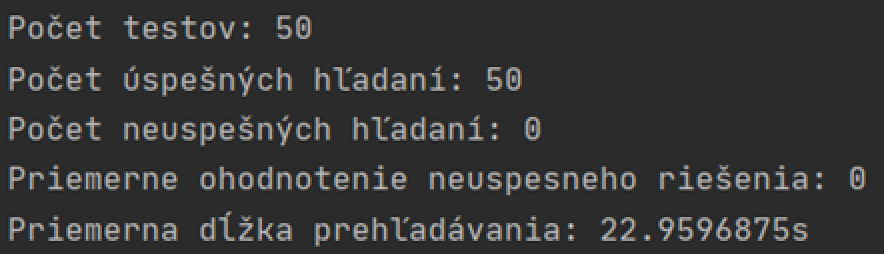 Počet testov: 50
Počet úspešných hľadaní: 50
Počet neuspešných hľadaní: 0
Priemerne ohodnotenie neuspesneho riešenia: 0
Priemerna dĺžka prehľadávania: 22.9596875s